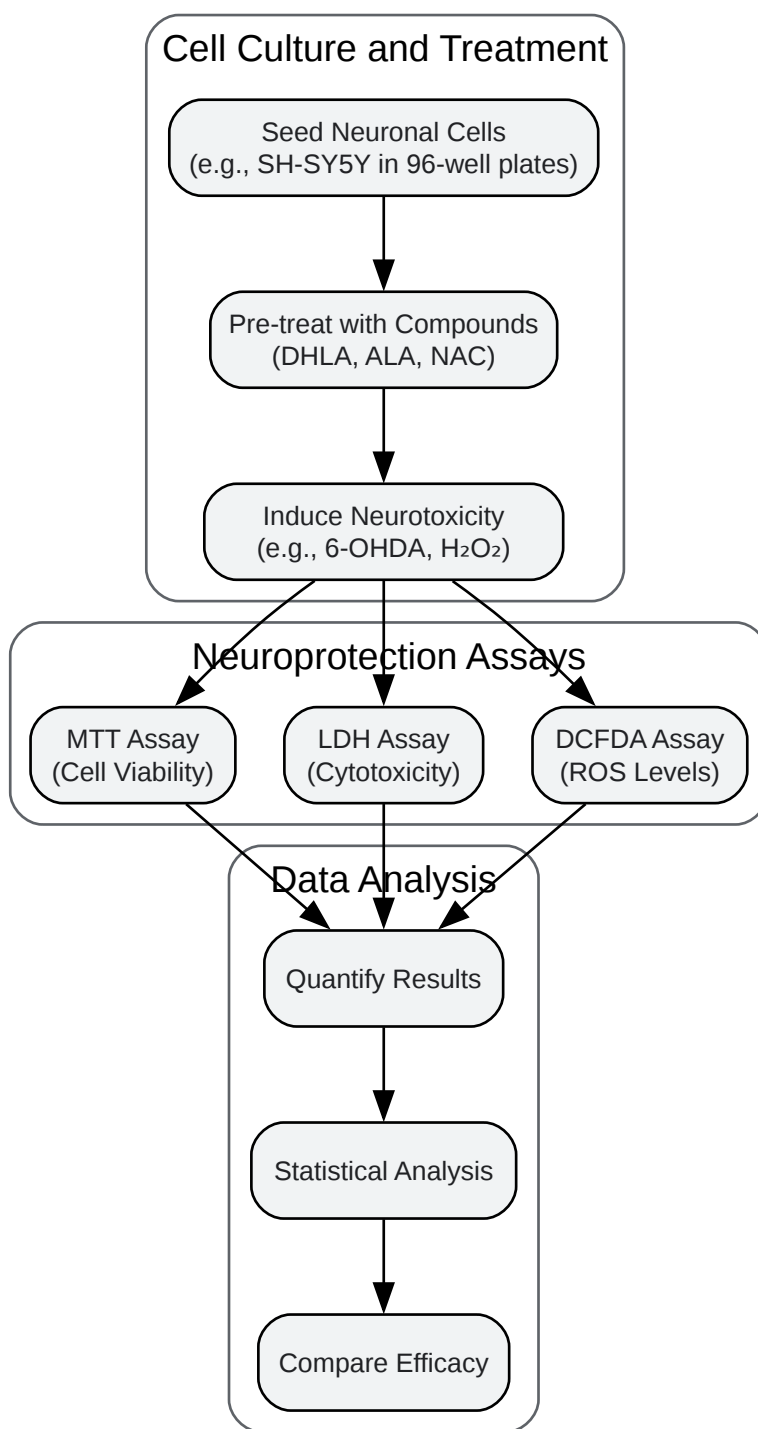 Cell Culture and Treatment
Seed Neuronal Cells
(e.g., SH-SY5Y in 96-well plates)
Pre-treat with Compounds
(DHLA, ALA, NAC)
Induce Neurotoxicity
(e.g., 6-OHDA, H₂O₂)
Neuroprotection Assays
MTT Assay
(Cell Viability)
LDH Assay
(Cytotoxicity)
DCFDA Assay
(ROS Levels)
Data Analysis
Quantify Results
Statistical Analysis
Compare Efficacy